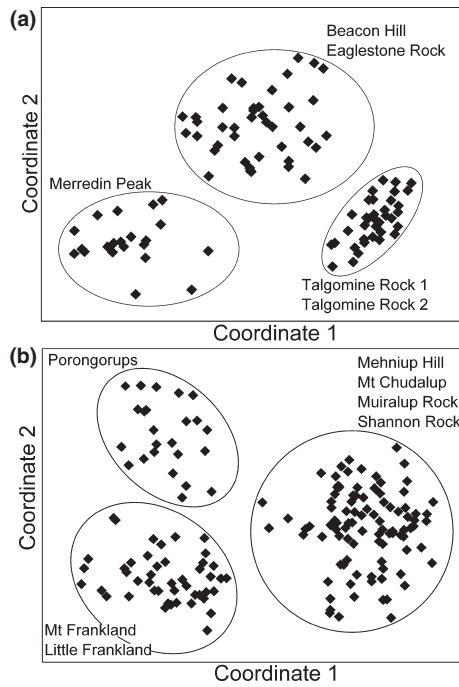 (a)
Beacon Hill
Eaglestone Rock
Coordinate 2
Merredin Peak
Talgomine Rock 1
Talgomine Rock 2
Coordinate 1
(b)
Porongorups
Mehniup Hill
Mt Chudalup
Muiralup Rock
Shannon Rock
Coordinate 2
Mt Frankland
Little Frankland
Coordinate 1